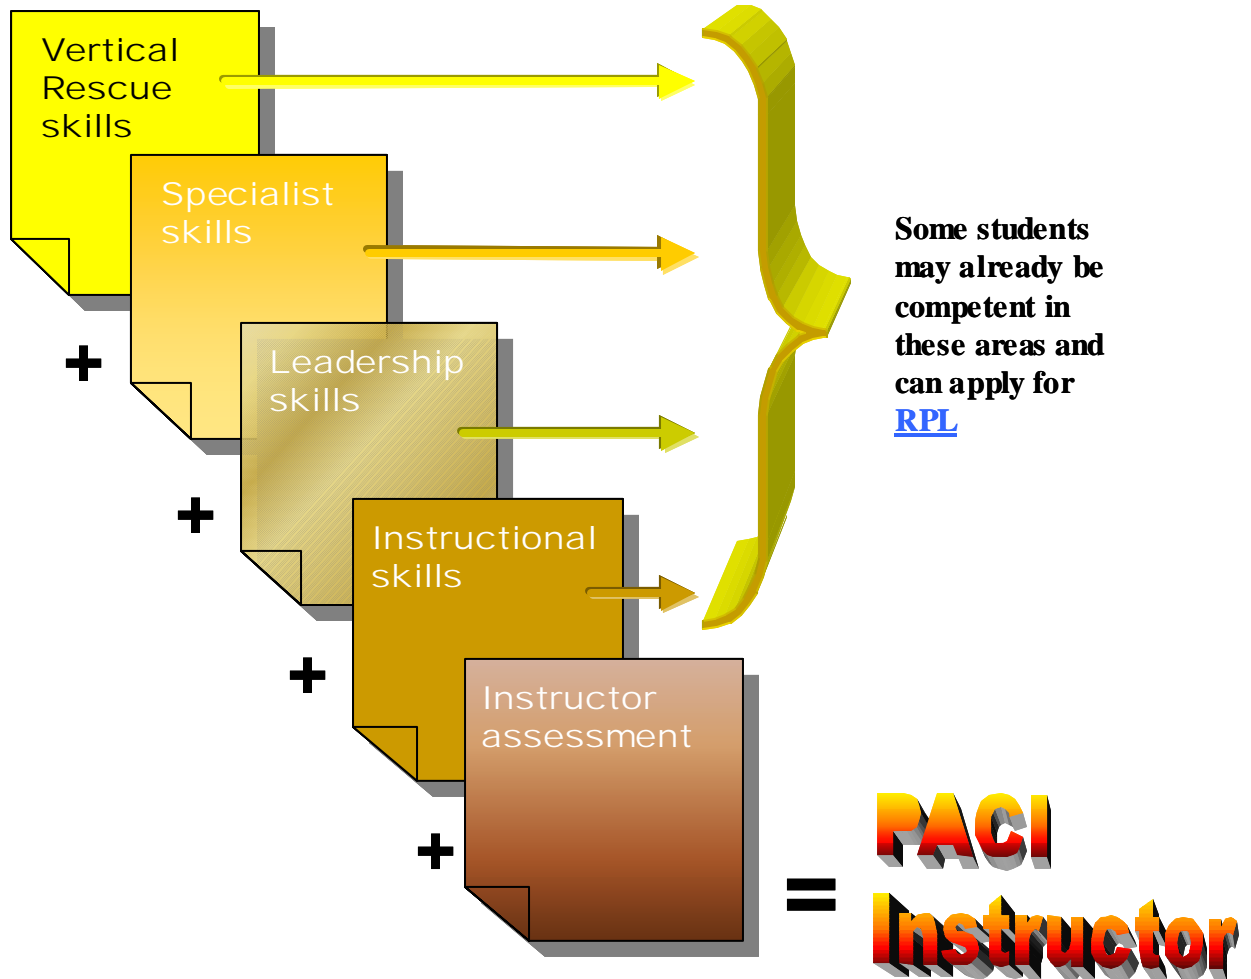 Vertical
Rescue
skills
Specialist
skills
+
Leadership
skills
+
Instructional
skills
+
Instructor
assessment
+
Some students
may already be
competent in
these areas and
can apply for
RPL
=
PACI
Instructor